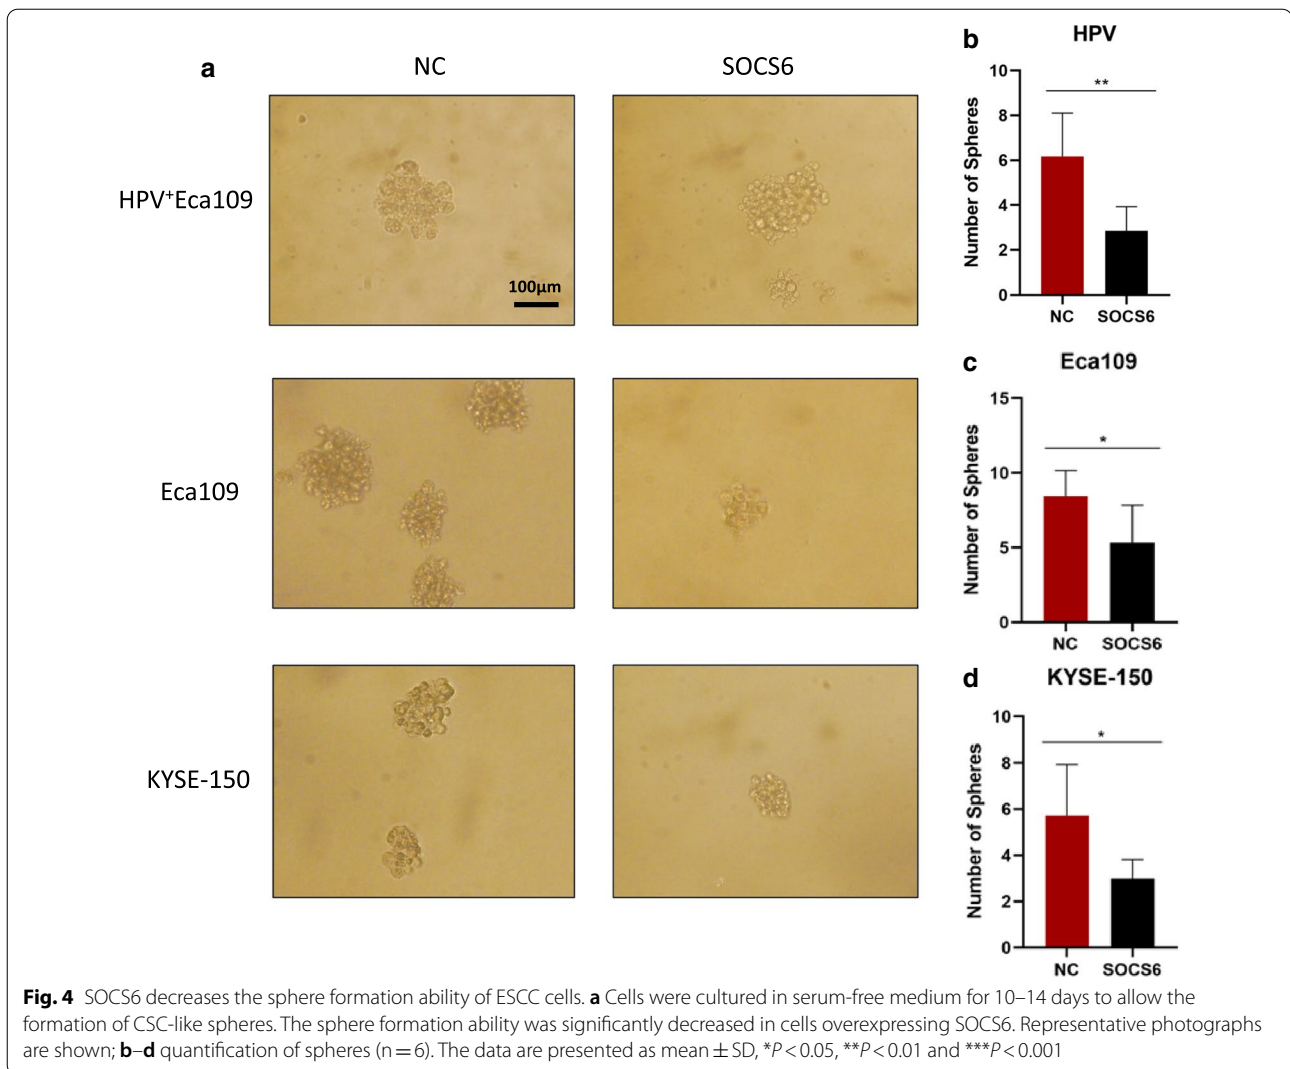 a
NC
SOCS6
HPV⁺Eca109
100μm
Eca109
KYSE-150
b
HPV
Number of Spheres
10
8
6
4
2
0
**
NC
SOCS6
c
Eca109
Number of Spheres
15
10
5
0
*
NC
SOCS6
d
KYSE-150
Number of Spheres
10
8
6
4
2
0
*
NC
SOCS6
Fig. 4 SOCS6 decreases the sphere formation ability of ESCC cells. a Cells were cultured in serum-free medium for 10–14 days to allow the
formation of CSC-like spheres. The sphere formation ability was significantly decreased in cells overexpressing SOCS6. Representative photographs
are shown; b–d quantification of spheres (n = 6). The data are presented as mean ± SD, *P < 0.05, **P < 0.01 and ***P < 0.001